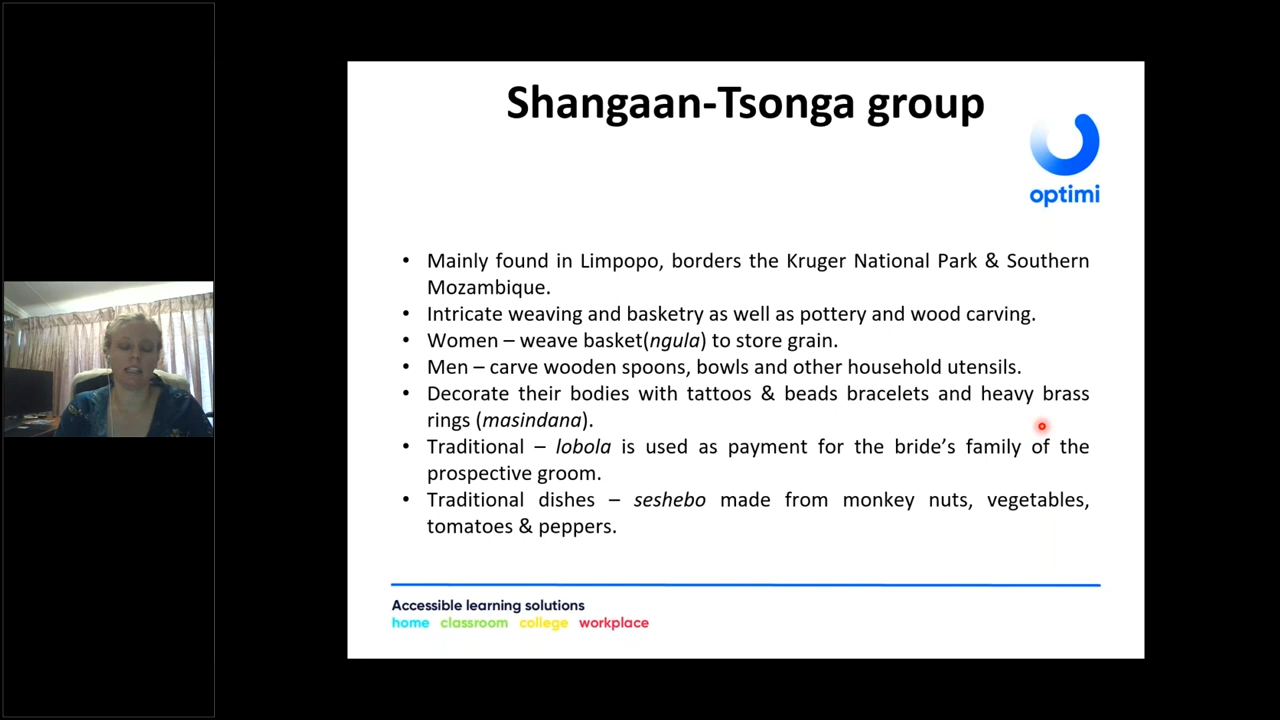 Shangaan-Tsonga group
optimi
• Mainly found in Limpopo, borders the Kruger National Park & Southern
Mozambique.
• Intricate weaving and basketry as well as pottery and wood carving.
• Women – weave basket(ngula) to store grain.
• Men – carve wooden spoons, bowls and other household utensils.
• Decorate their bodies with tattoos & beads bracelets and heavy brass
rings (masindana).
• Traditional – lobola is used as payment for the bride’s family of the
prospective groom.
• Traditional dishes – seshebo made from monkey nuts, vegetables,
tomatoes & peppers.
Accessible learning solutions
home classroom college workplace